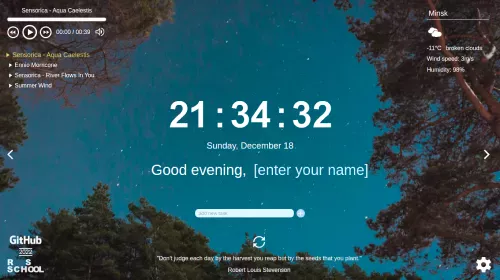 Sensorica - Aqua Caelestis
00:00 / 00:39
Sensorica - Aqua Caelestis
Ennio Morricone
Sensorica - River Flows In You
Summer Wind
Minsk
-11°C broken clouds
Wind speed: 3m/s
Humidity: 98%
21:34:32
Sunday, December 18
Good evening, [enter your name]
GitHub
RS
SCHOOL
"Don't judge each day by the harvest you reap but by the seeds that you plant."
Robert Louis Stevenson